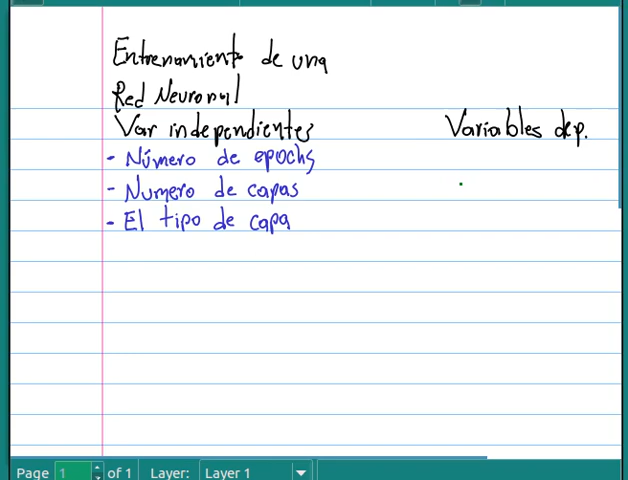 Entrenamiento de una
Red Neuronal
Var independientes
Variables dep.
- Número de epochs
- Numero de capas
- El tipo de capa
Page 1 of 1 Layer: Layer 1